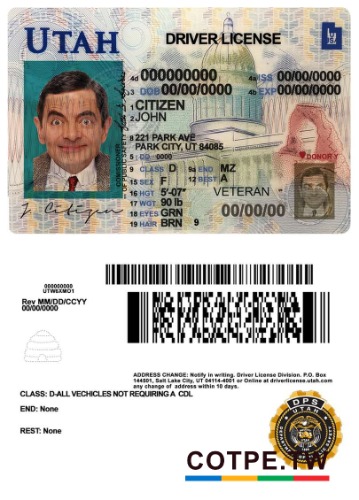 UTAH DRIVER LICENSE
4d 000000000 4a ISS 00/00/0000
3 DOB 00/00/0000 4b EXP 00/00/0000
1 CITIZEN
2 JOHN
8 221 PARK AVE
PARK CITY, UT 84085
5 DD 0000
DONOR Y
9 CLASS D 9a END MZ
15 SEX F 12 REST A
16 HGT 5'-07" VETERAN
17 WGT 90 lb
18 EYES GRN 00/00/00
19 HAIR BRN 9
J. Citizen
000000000
UTW6XMO1
Rev MM/DD/CCYY
00/00/0000
ADDRESS CHANGE: Notify in writing. Driver License Division. P.O. Box
144501, Salt Lake City, UT 04114-4001 or Online at driverlicense.utah.com
any change of address within 10 days.
CLASS: D-ALL VECHICLES NOT REQUIRING A CDL
END: None
REST: None
DPS
UTAH
COTPE.TW